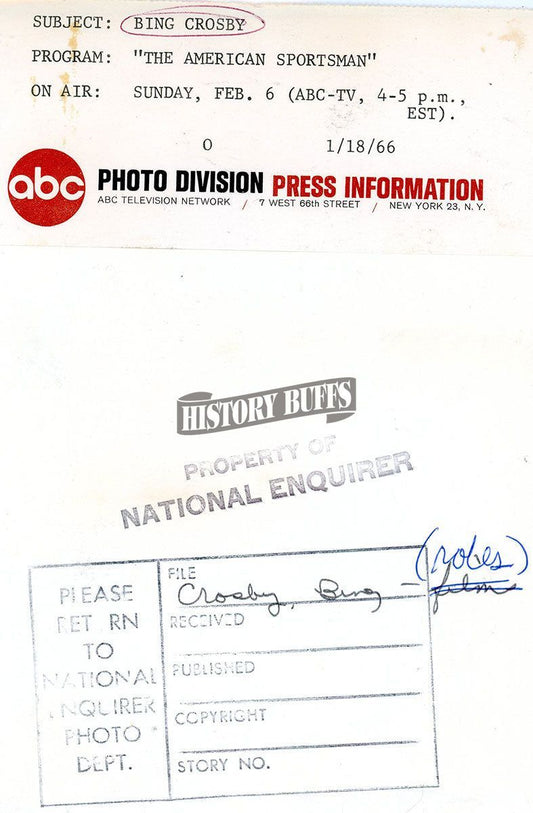 SUBJECT: BING CROSBY
PROGRAM: "THE AMERICAN SPORTSMAN"
ON AIR: SUNDAY, FEB. 6 (ABC-TV, 4-5 p.m.,
EST).
O 1/18/66
abc PHOTO DIVISION PRESS INFORMATION
ABC TELEVISION NETWORK / 7 WEST 66th STREET / NEW YORK 23, N. Y.
HISTORY BUFFS
PROPERTY OF
NATIONAL ENQUIRER
PLEASE
RET RN
TO
NATIONAL
ENQUIRER
PHOTO
DEPT.
FILE
Crosby, Bing - films
(robes)
RECEIVED
PUBLISHED
COPYRIGHT
STORY NO.